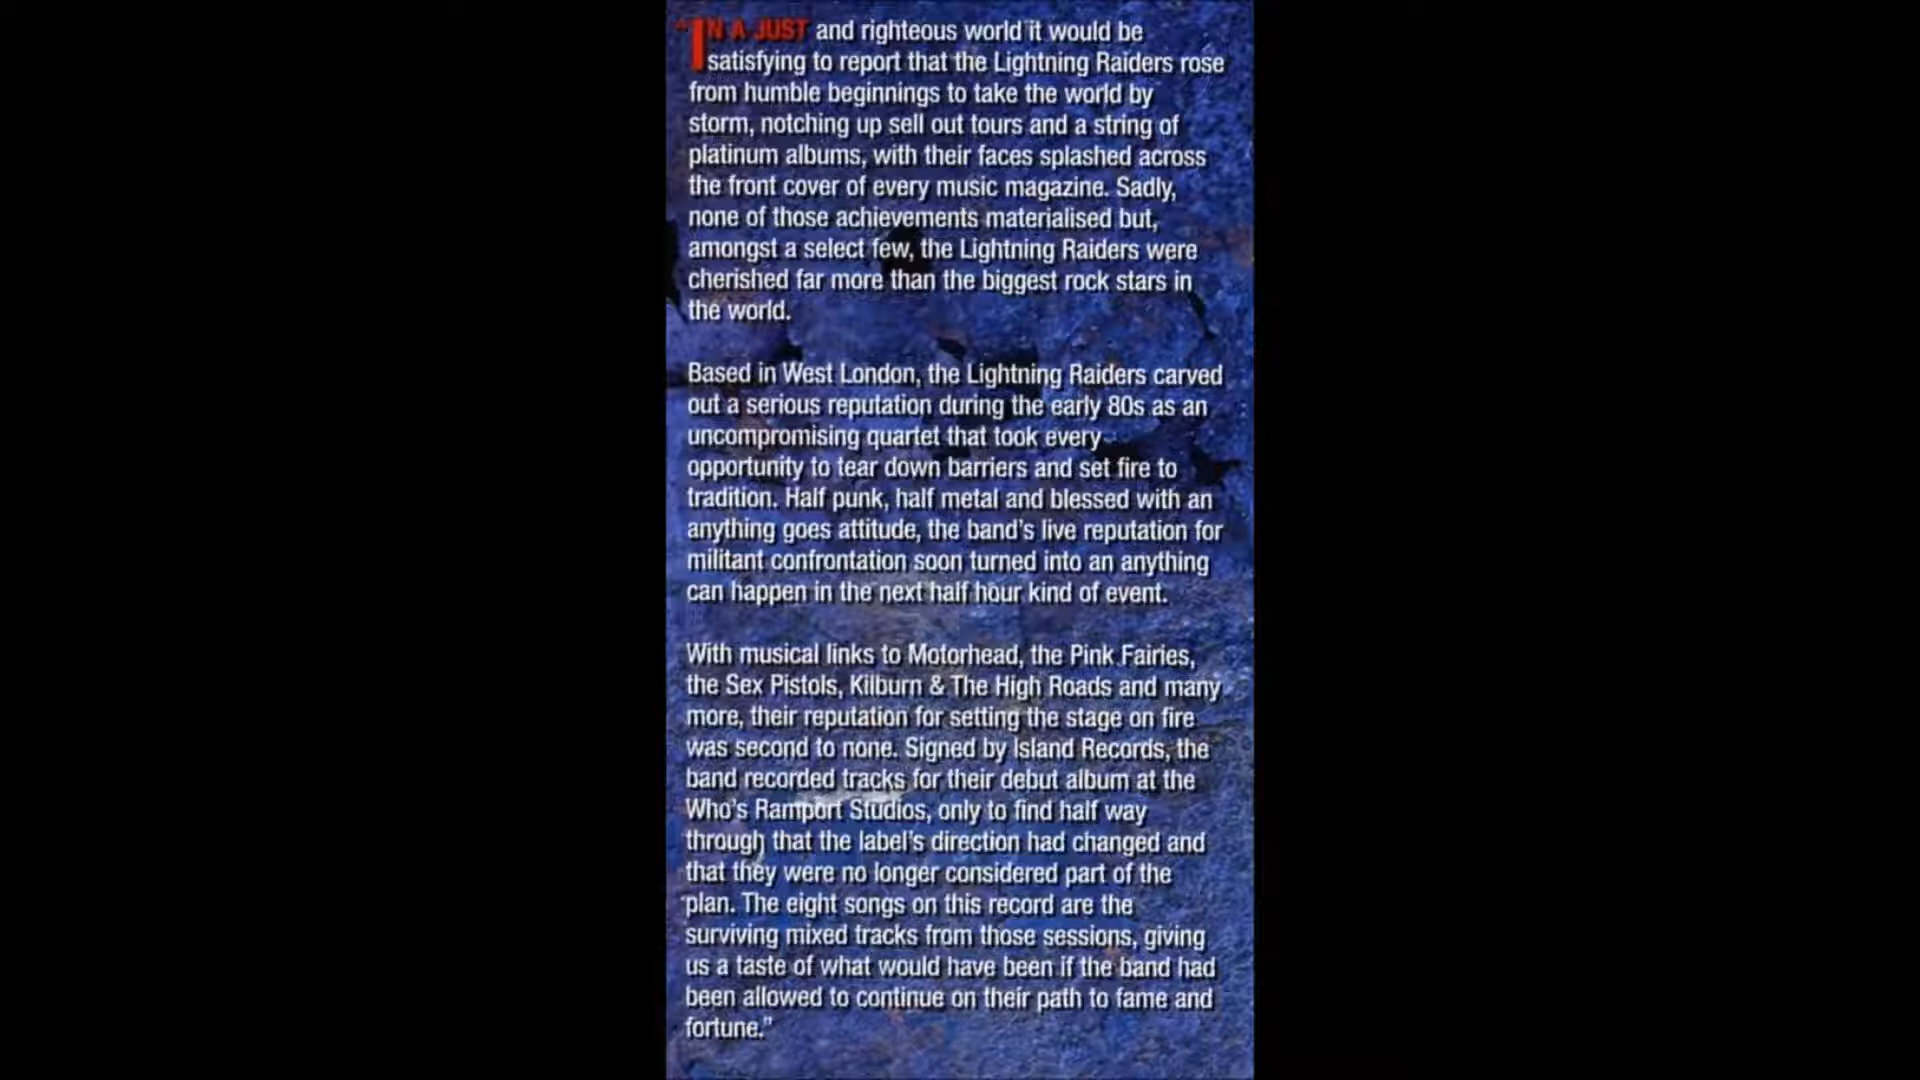 “IN A JUST and righteous world it would be
satisfying to report that the Lightning Raiders rose
from humble beginnings to take the world by
storm, notching up sell out tours and a string of
platinum albums, with their faces splashed across
the front cover of every music magazine. Sadly,
none of those achievements materialised but,
amongst a select few, the Lightning Raiders were
cherished far more than the biggest rock stars in
the world.
Based in West London, the Lightning Raiders carved
out a serious reputation during the early 80s as an
uncompromising quartet that took every
opportunity to tear down barriers and set fire to
tradition. Half punk, half metal and blessed with an
anything goes attitude, the band’s live reputation for
militant confrontation soon turned into an anything
can happen in the next half hour kind of event.
With musical links to Motorhead, the Pink Fairies,
the Sex Pistols, Kilburn & The High Roads and many
more, their reputation for setting the stage on fire
was second to none. Signed by Island Records, the
band recorded tracks for their debut album at the
Who’s Ramport Studios, only to find half way
through that the label’s direction had changed and
that they were no longer considered part of the
plan. The eight songs on this record are the
surviving mixed tracks from those sessions, giving
us a taste of what would have been if the band had
been allowed to continue on their path to fame and
fortune.”